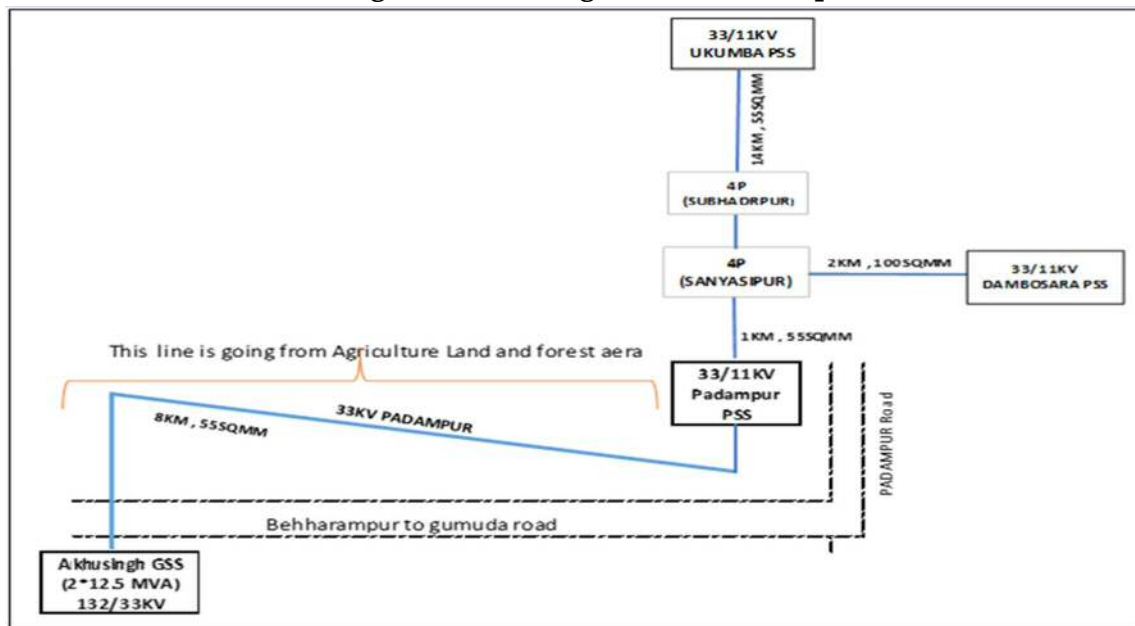 33/11KV
UKUMBA PSS
14KM , 55SQMM
4P
(SUBHADRPUR)
4P
(SANYASIPUR)
2KM , 100SQMM
33/11KV
DAMBOSARA PSS
1KM , 55SQMM
This line is going from Agriculture Land and forest aera
33/11KV
Padampur
PSS
33KV PADAMPUR
8KM , 55SQMM
PADAMPUR Road
Behharampur to gumuda road
Akhusingh GSS
(2*12.5 MVA)
132/33KV